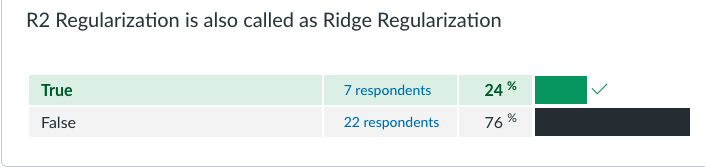 R2 Regularization is also called as Ridge Regularization
True 7 respondents 24 %
False 22 respondents 76 %